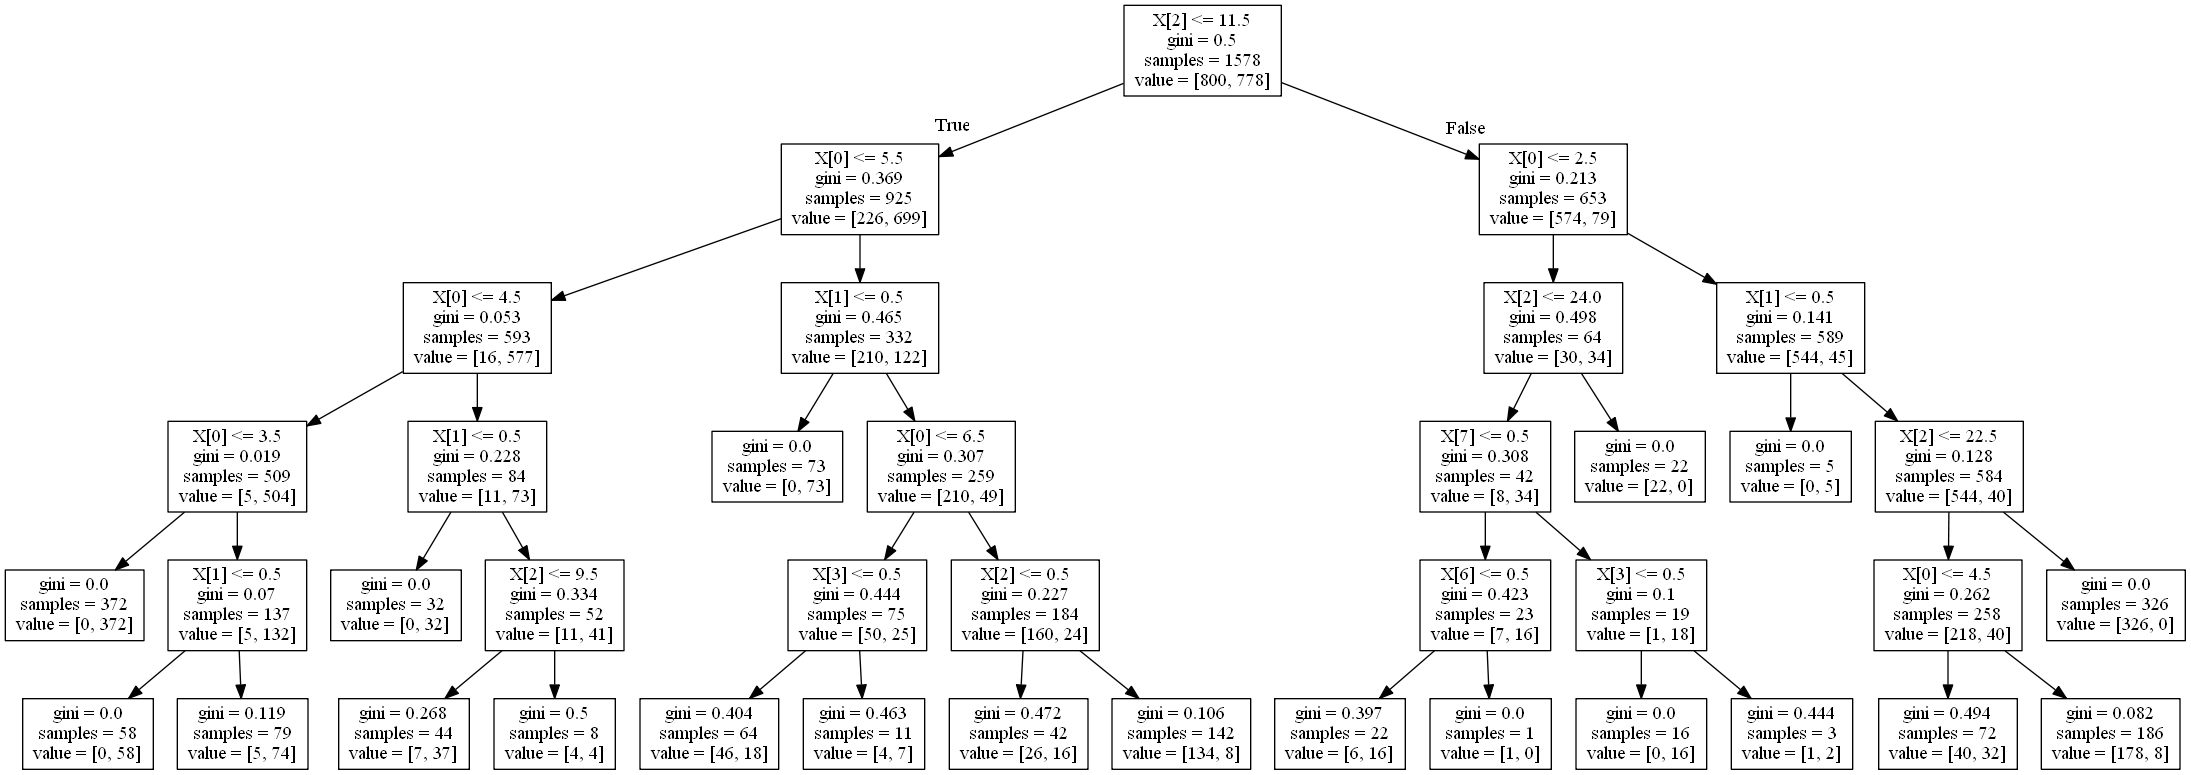 X[2] <= 11.5
gini = 0.5
samples = 1578
value = [800, 778]
True
False
X[0] <= 5.5
gini = 0.369
samples = 925
value = [226, 699]
X[0] <= 2.5
gini = 0.213
samples = 653
value = [574, 79]
X[0] <= 4.5
gini = 0.053
samples = 593
value = [16, 577]
X[1] <= 0.5
gini = 0.465
samples = 332
value = [210, 122]
X[2] <= 24.0
gini = 0.498
samples = 64
value = [30, 34]
X[1] <= 0.5
gini = 0.141
samples = 589
value = [544, 45]
X[0] <= 3.5
gini = 0.019
samples = 509
value = [5, 504]
X[1] <= 0.5
gini = 0.228
samples = 84
value = [11, 73]
gini = 0.0
samples = 73
value = [0, 73]
X[0] <= 6.5
gini = 0.307
samples = 259
value = [210, 49]
X[7] <= 0.5
gini = 0.308
samples = 42
value = [8, 34]
gini = 0.0
samples = 22
value = [22, 0]
gini = 0.0
samples = 5
value = [0, 5]
X[2] <= 22.5
gini = 0.128
samples = 584
value = [544, 40]
gini = 0.0
samples = 372
value = [0, 372]
X[1] <= 0.5
gini = 0.07
samples = 137
value = [5, 132]
gini = 0.0
samples = 32
value = [0, 32]
X[2] <= 9.5
gini = 0.334
samples = 52
value = [11, 41]
X[3] <= 0.5
gini = 0.444
samples = 75
value = [50, 25]
X[2] <= 0.5
gini = 0.227
samples = 184
value = [160, 24]
X[6] <= 0.5
gini = 0.423
samples = 23
value = [7, 16]
X[3] <= 0.5
gini = 0.1
samples = 19
value = [1, 18]
X[0] <= 4.5
gini = 0.262
samples = 258
value = [218, 40]
gini = 0.0
samples = 326
value = [326, 0]
gini = 0.0
samples = 58
value = [0, 58]
gini = 0.119
samples = 79
value = [5, 74]
gini = 0.268
samples = 44
value = [7, 37]
gini = 0.5
samples = 8
value = [4, 4]
gini = 0.404
samples = 64
value = [46, 18]
gini = 0.463
samples = 11
value = [4, 7]
gini = 0.472
samples = 42
value = [26, 16]
gini = 0.106
samples = 142
value = [134, 8]
gini = 0.397
samples = 22
value = [6, 16]
gini = 0.0
samples = 1
value = [1, 0]
gini = 0.0
samples = 16
value = [0, 16]
gini = 0.444
samples = 3
value = [1, 2]
gini = 0.494
samples = 72
value = [40, 32]
gini = 0.082
samples = 186
value = [178, 8]